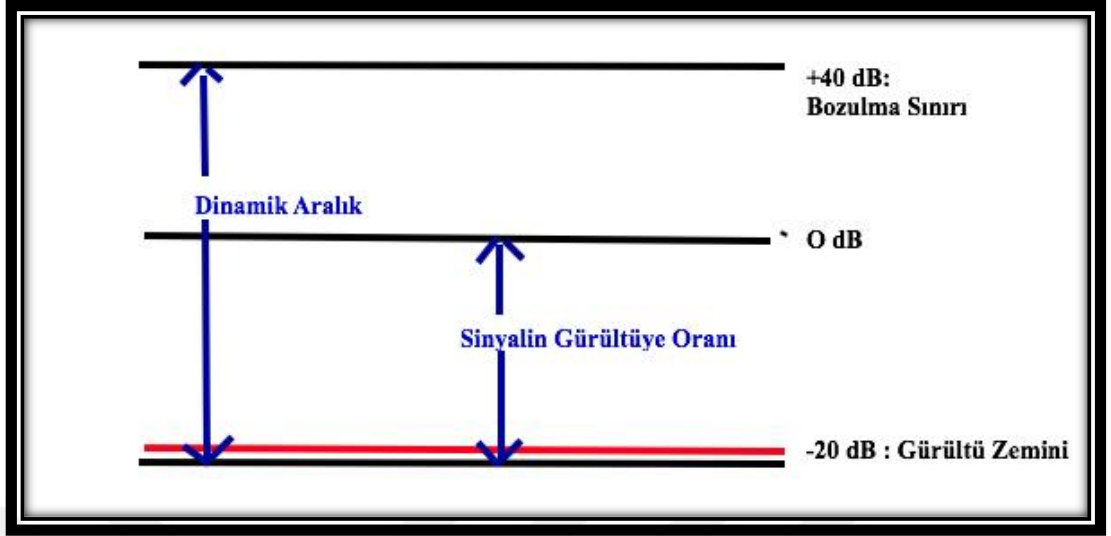 +40 dB:
Bozulma Sınırı
Dinamik Aralık
O dB
Sinyalin Gürültüye Oranı
-20 dB : Gürültü Zemini